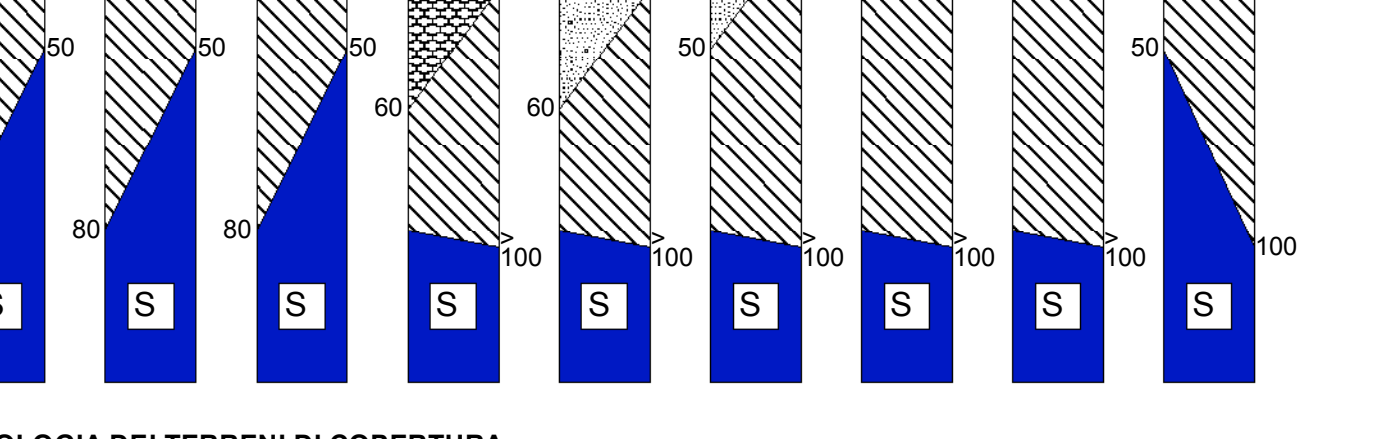 50 50 50 50 50
60 60
80 80
> > > > > 100
100 100 100 100 100
S S S S S S S S S
OLOGIA DEI TERRENI DI COPERTURA